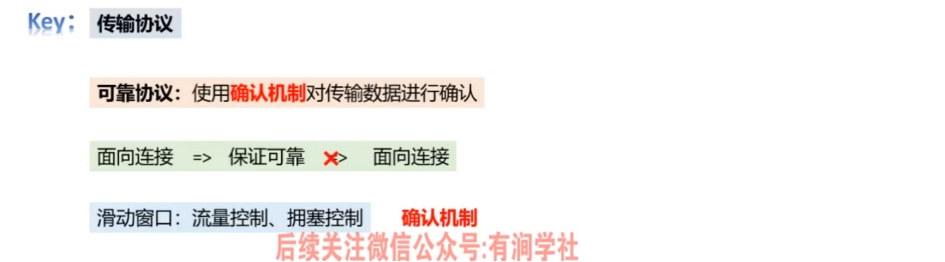 Key： 传输协议
可靠协议：使用确认机制对传输数据进行确认
面向连接 => 保证可靠 ×> 面向连接
滑动窗口：流量控制、拥塞控制 确认机制
后续关注微信公众号:有涧学社